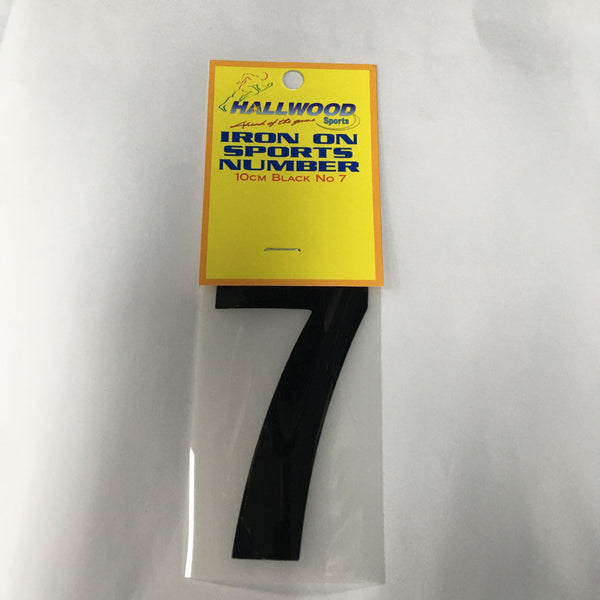 HALLWOOD
Sports
Ahead of the game
IRON ON
SPORTS
NUMBER
10CM BLACK NO 7
7